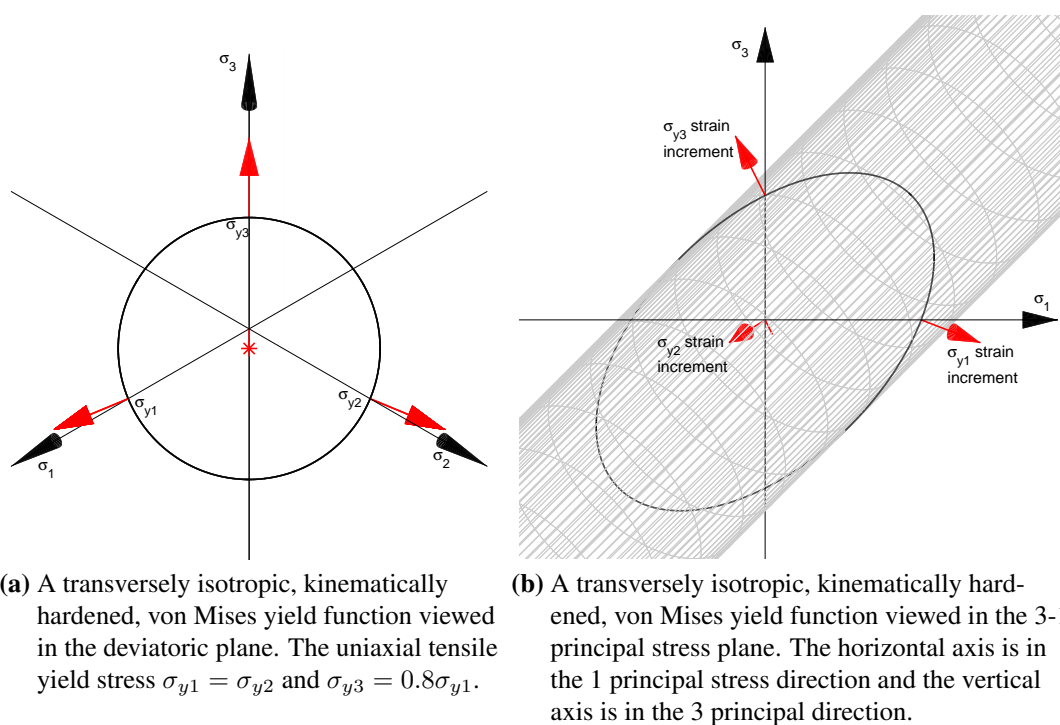 σ3
σy3
σy1
σy2
σ1
σ2
σ3
σy3 strain
increment
σ1
σy2 strain
increment
σy1 strain
increment
(a) A transversely isotropic, kinematically
hardened, von Mises yield function viewed
in the deviatoric plane. The uniaxial tensile
yield stress σy1 = σy2 and σy3 = 0.8σy1.
(b) A transversely isotropic, kinematically hard-
ened, von Mises yield function viewed in the 3-1
principal stress plane. The horizontal axis is in
the 1 principal stress direction and the vertical
axis is in the 3 principal direction.